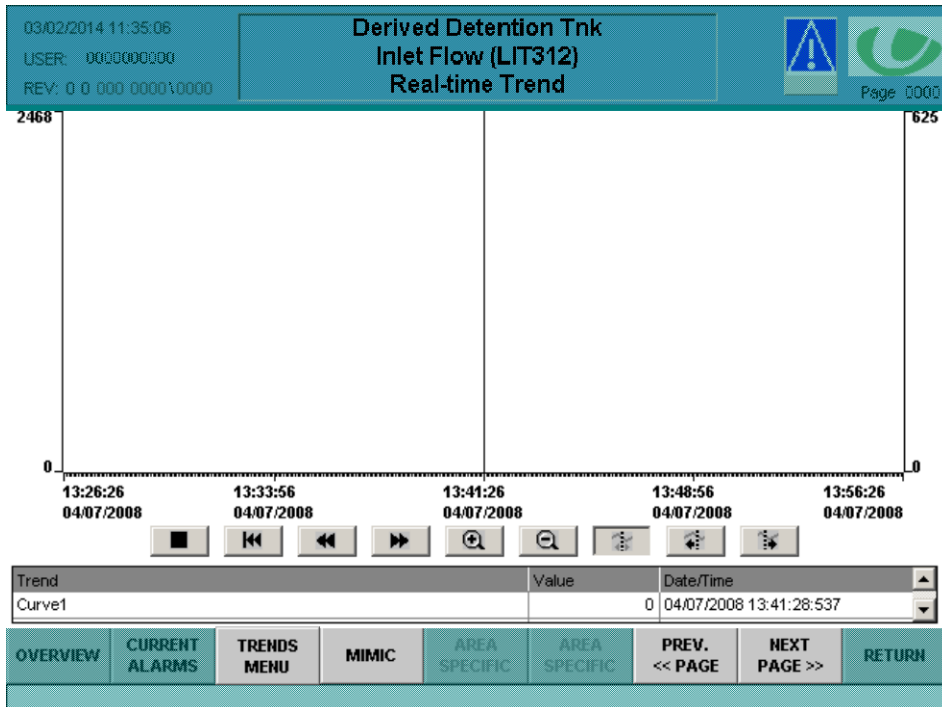 03/02/2014 11:35:06
USER: 0000000000
REV: 0 0 000 0000\0000
Derived Detention Tnk
Inlet Flow (LIT312)
Real-time Trend
Page 0000
2468
625
0
0
13:26:26
04/07/2008
13:33:56
04/07/2008
13:41:26
04/07/2008
13:48:56
04/07/2008
13:56:26
04/07/2008
Trend Value Date/Time
Curve1 0 04/07/2008 13:41:28:537
OVERVIEW
CURRENT
ALARMS
TRENDS
MENU
MIMIC
AREA
SPECIFIC
AREA
SPECIFIC
PREV.
<< PAGE
NEXT
PAGE >>
RETURN